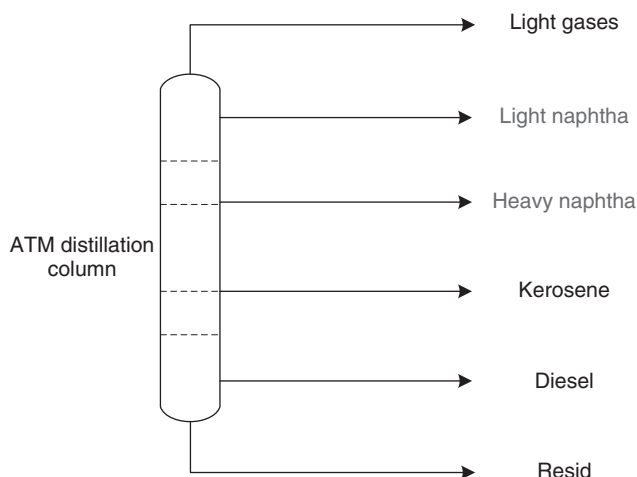 Light gases
Light naphtha
Heavy naphtha
ATM distillation
column
Kerosene
Diesel
Resid